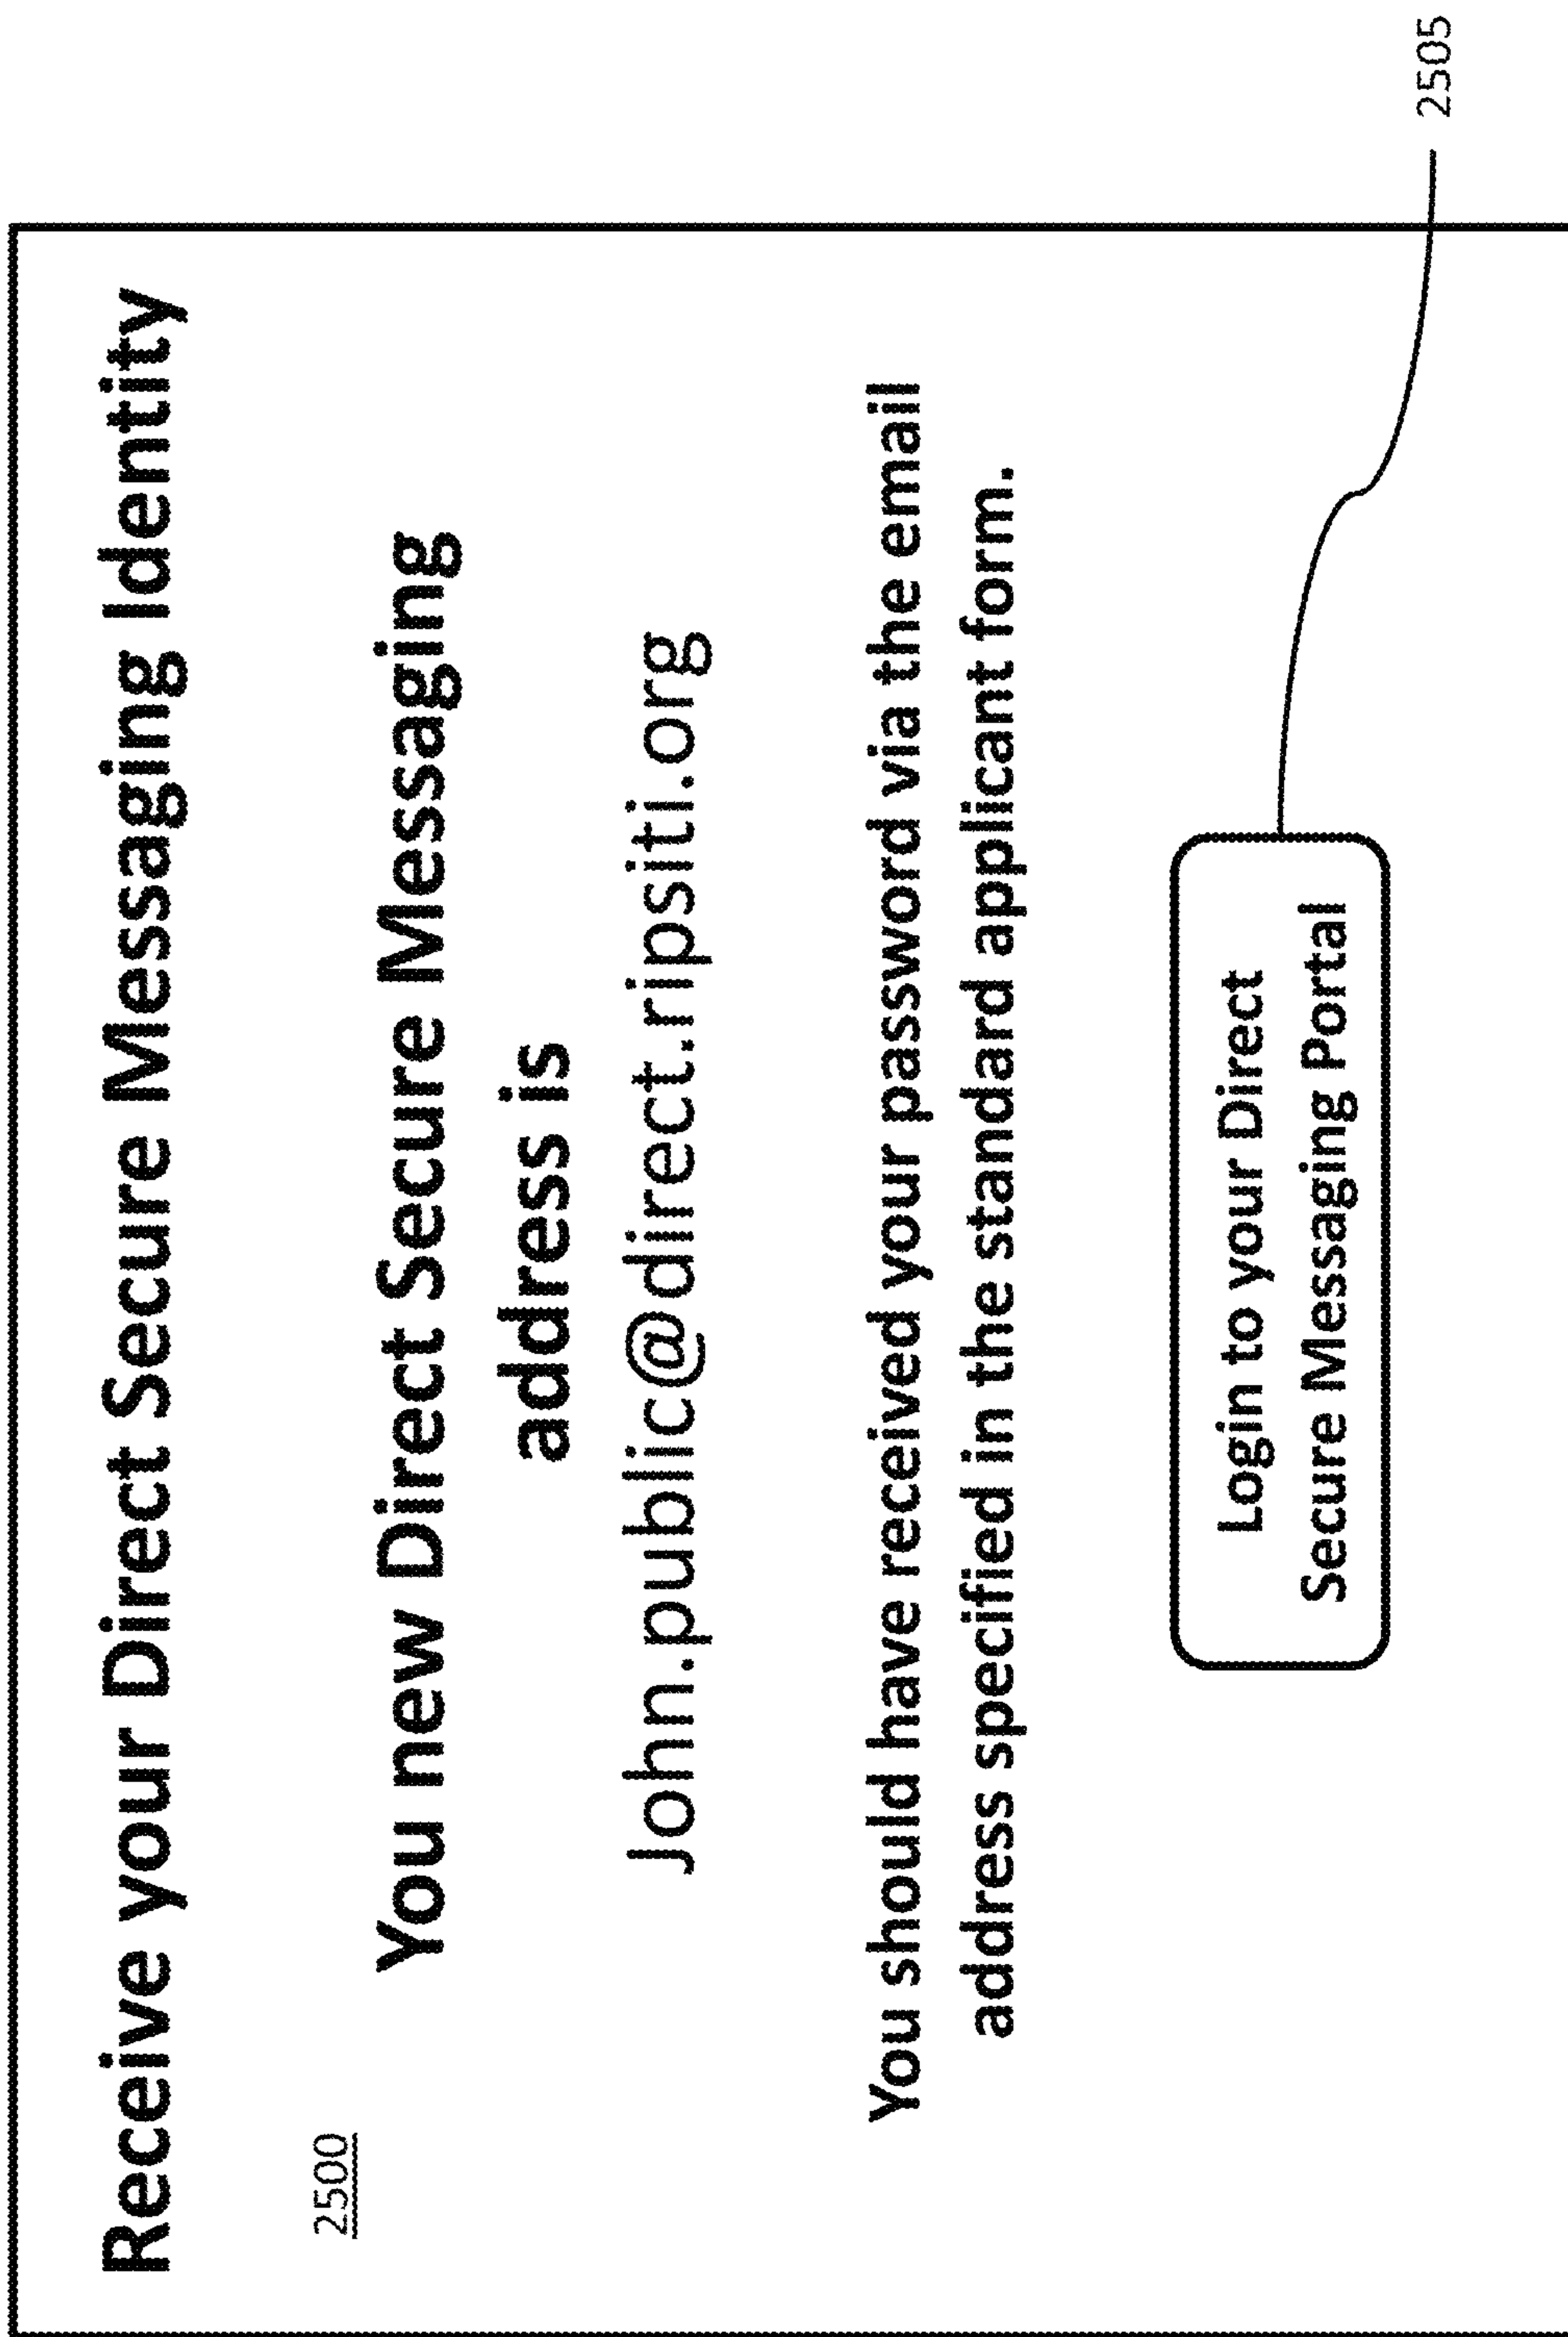 Receive your Direct Secure Messaging Identity
2500
You new Direct Secure Messaging
address is
John.public@direct.ripsiti.org
You should have received your password via the email
address specified in the standard applicant form.
Login to your Direct
Secure Messaging Portal
2505